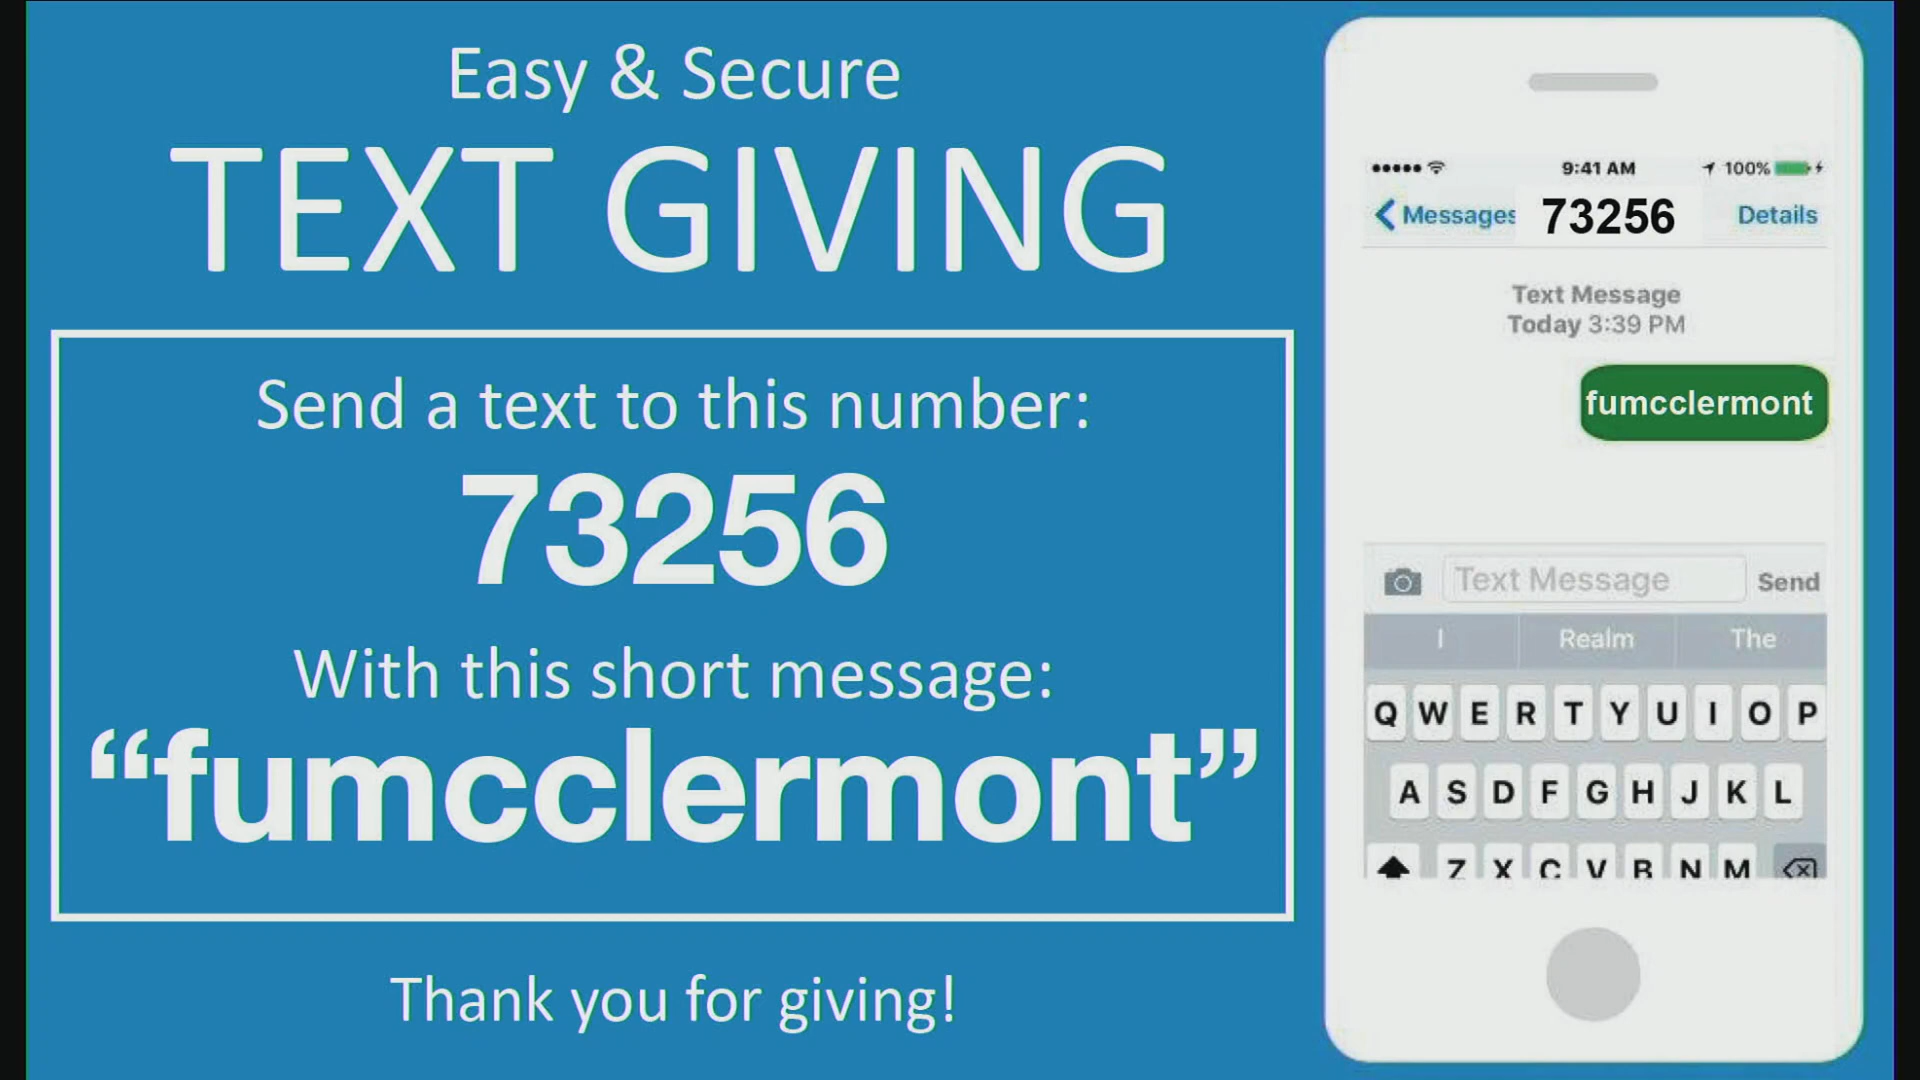 Easy & Secure
TEXT GIVING
Send a text to this number:
73256
With this short message:
“fumcclermont”
Thank you for giving!
9:41 AM
100%
Messages
73256
Details
Text Message
Today 3:39 PM
fumcclermont
Text Message
Send
I
Realm
The
Q W E R T Y U I O P
A S D F G H J K L
Z X C V B N M